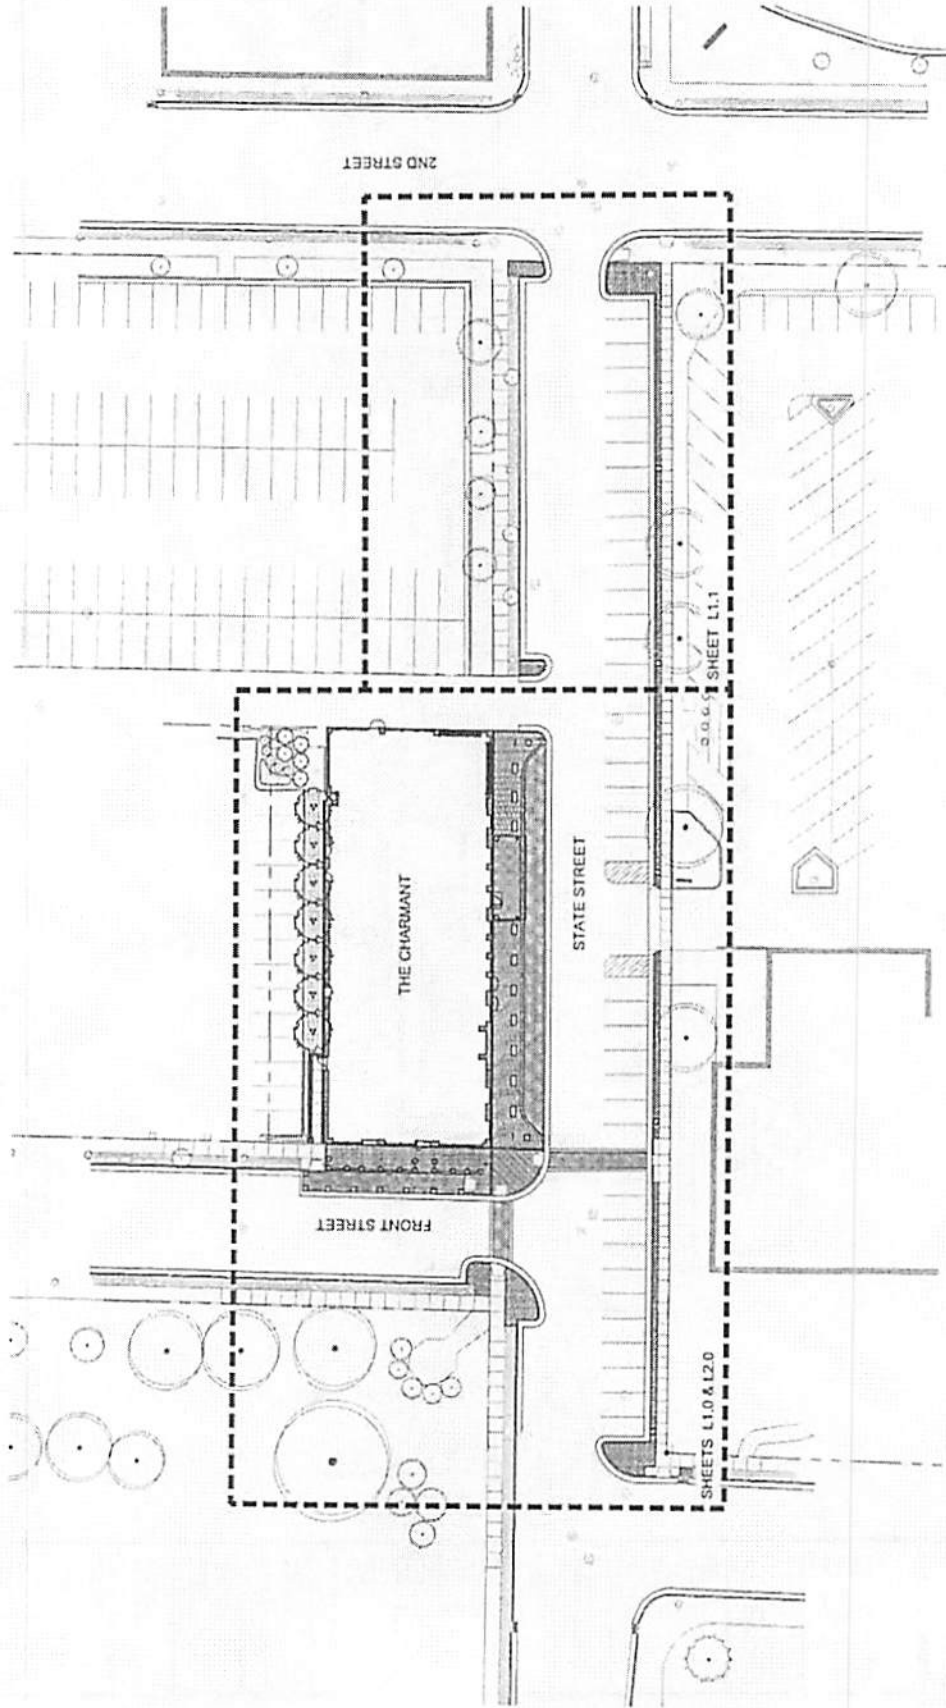 2ND STREET
SHEET L1.1
THE CHARMANT
STATE STREET
FRONT STREET
SHEETS L1.0 & L2.0